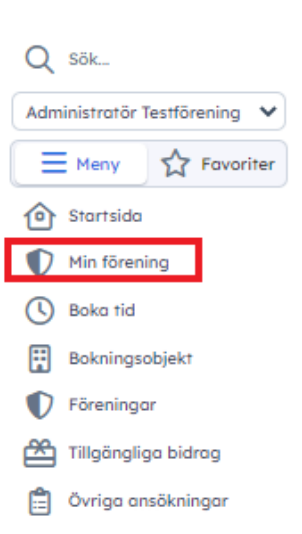 Sök...
Administratör Testförening
Meny Favoriter
Startsida
Min förening
Boka tid
Bokningsobjekt
Föreningar
Tillgängliga bidrag
Övriga ansökningar